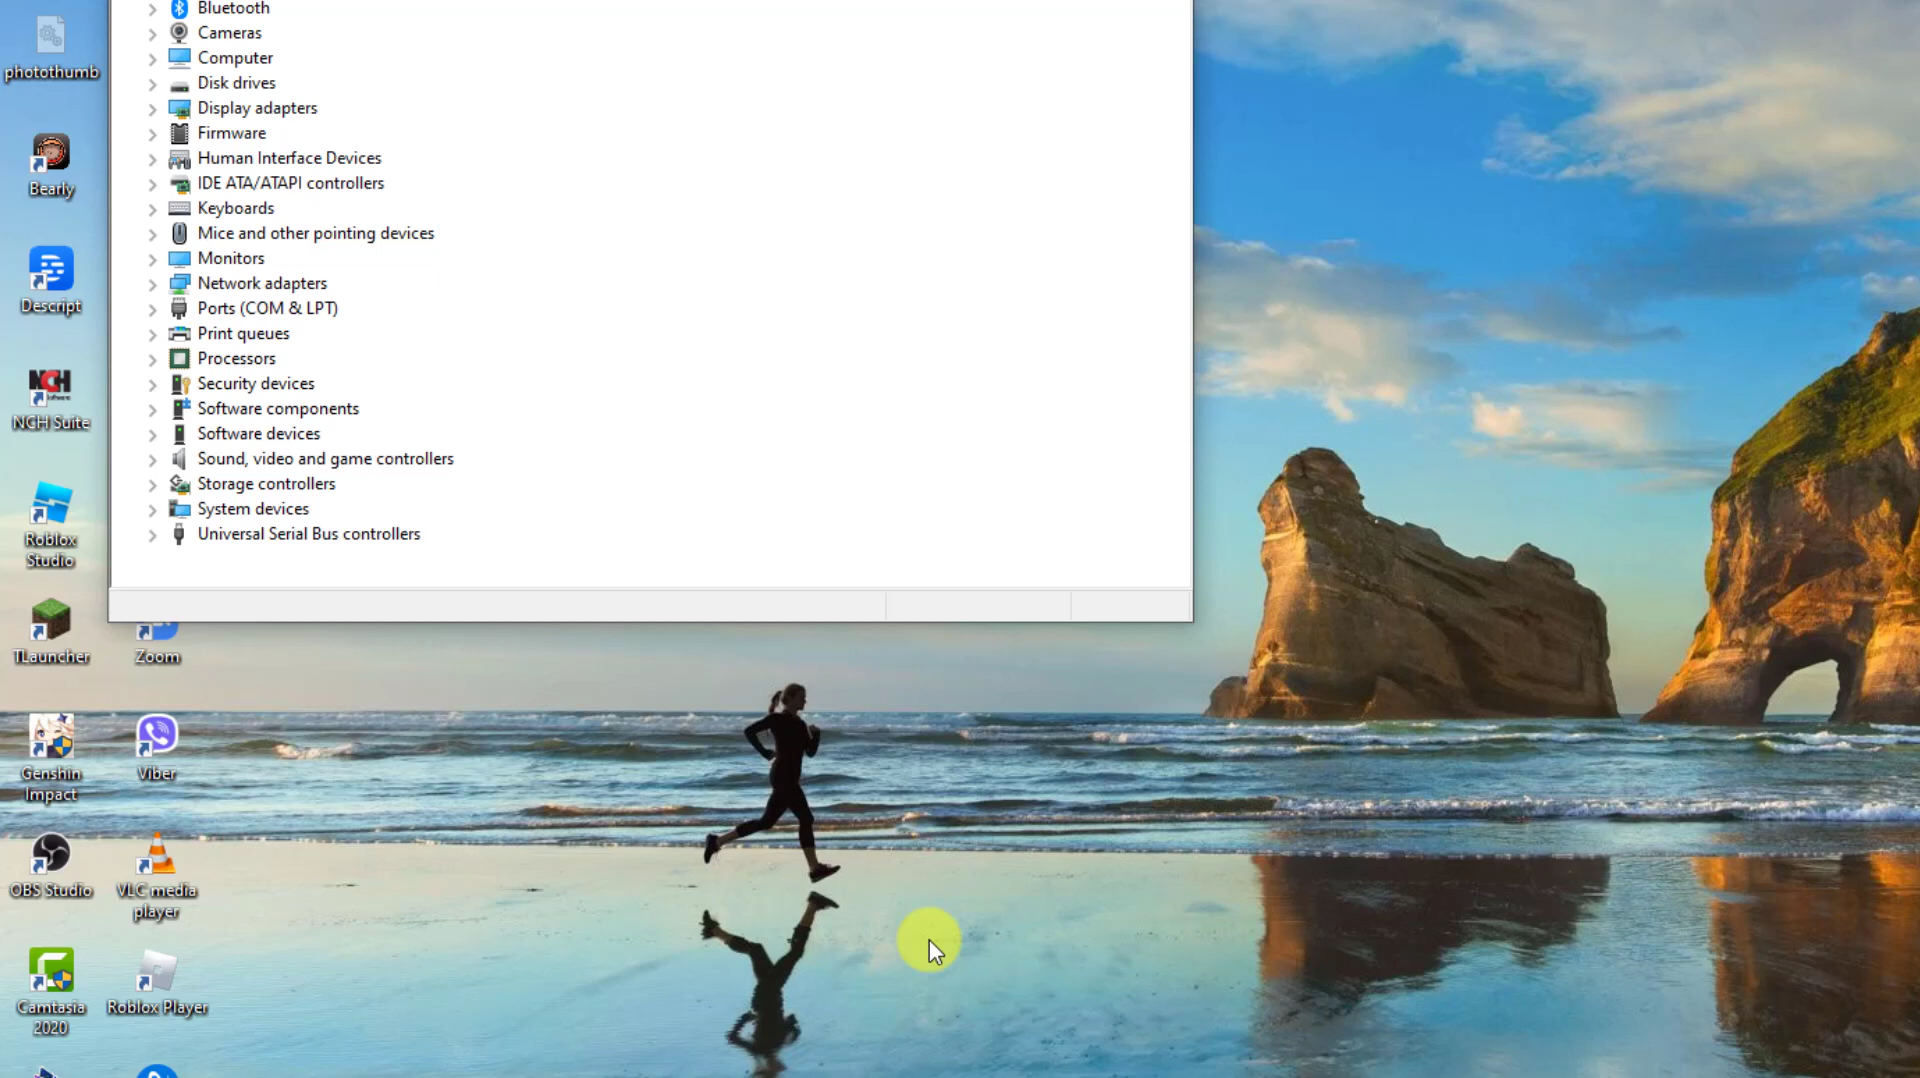 Bluetooth
Cameras
Computer
Disk drives
Display adapters
Firmware
Human Interface Devices
IDE ATA/ATAPI controllers
Keyboards
Mice and other pointing devices
Monitors
Network adapters
Ports (COM & LPT)
Print queues
Processors
Security devices
Software components
Software devices
Sound, video and game controllers
Storage controllers
System devices
Universal Serial Bus controllers
photothumb
Bearly
Descript
NCH
Software
NCH Suite
Roblox
Studio
TLauncher
Zoom
Genshin
Impact
Viber
OBS Studio
VLC media
player
Camtasia
2020
Roblox Player